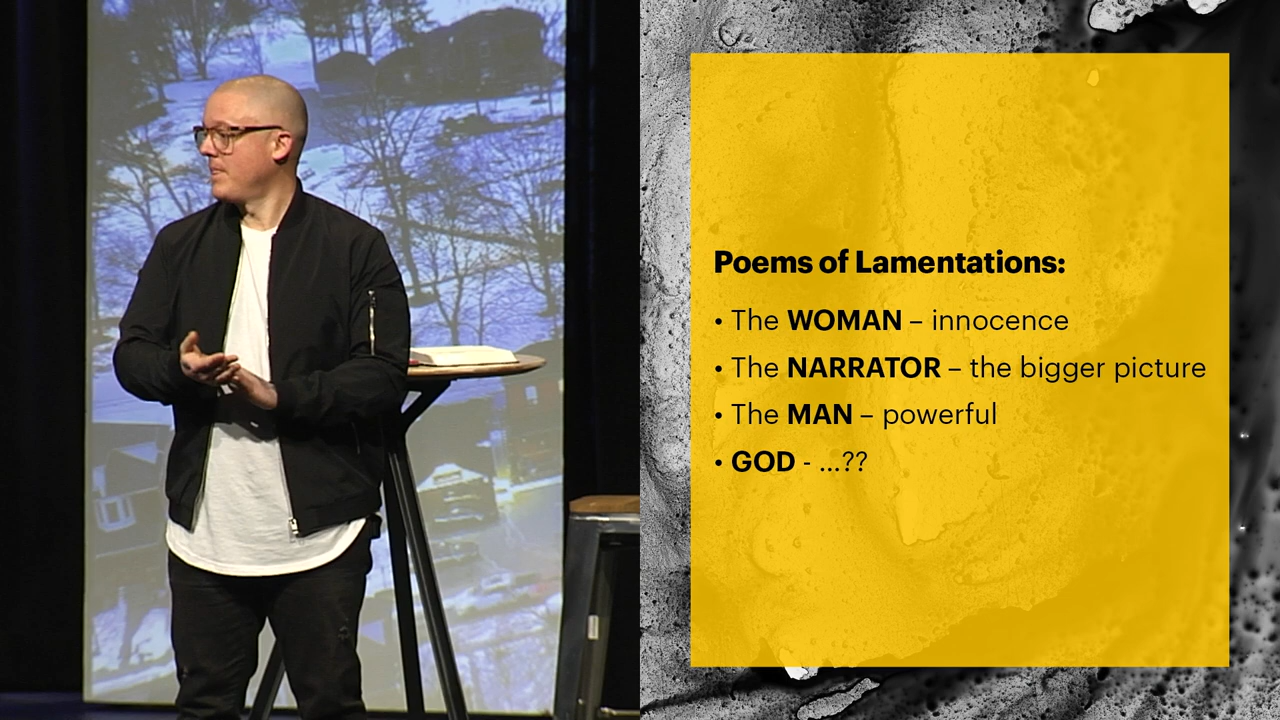 Poems of Lamentations:
• The WOMAN – innocence
• The NARRATOR – the bigger picture
• The MAN – powerful
• GOD - ...??